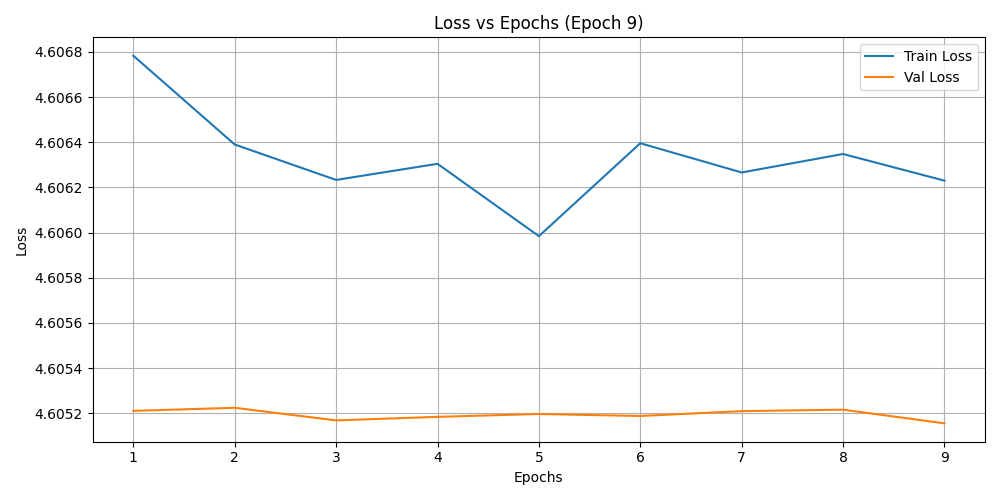 Loss vs Epochs (Epoch 9)
4.6068
4.6066
4.6064
4.6062
4.6060
4.6058
4.6056
4.6054
4.6052
Loss
Train Loss
Val Loss
1 2 3 4 5 6 7 8 9
Epochs